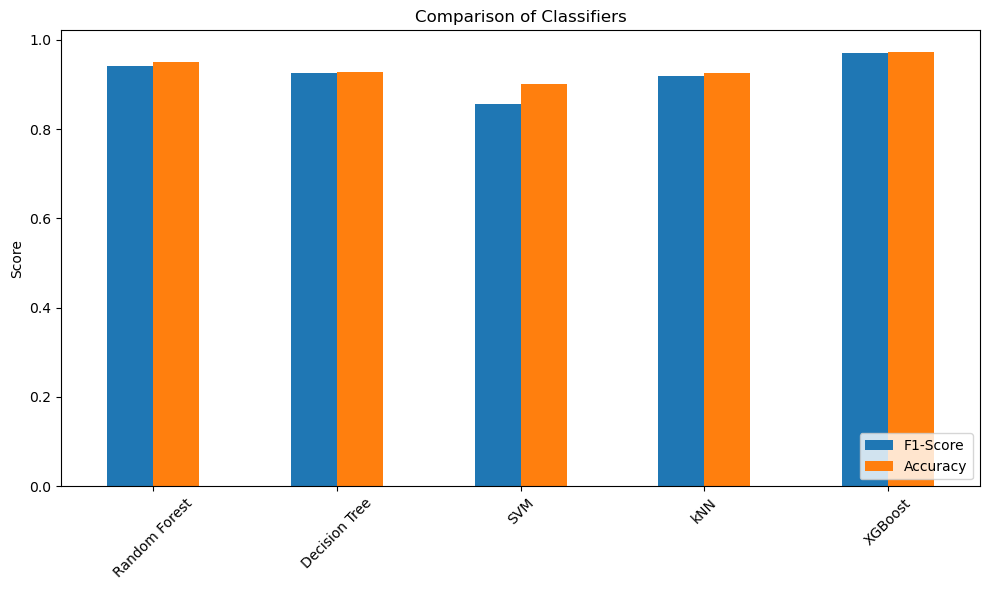 Comparison of Classifiers
1.0
0.8
0.6
0.4
0.2
0.0
Score
F1-Score
Accuracy
Random Forest
Decision Tree
SVM
kNN
XGBoost